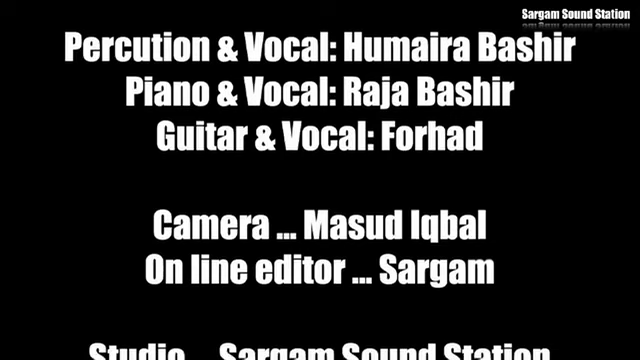 Sargam Sound Station
Percution & Vocal: Humaira Bashir
Piano & Vocal: Raja Bashir
Guitar & Vocal: Forhad
Camera ... Masud Iqbal
On line editor ... Sargam
Studio ... Sargam Sound Station